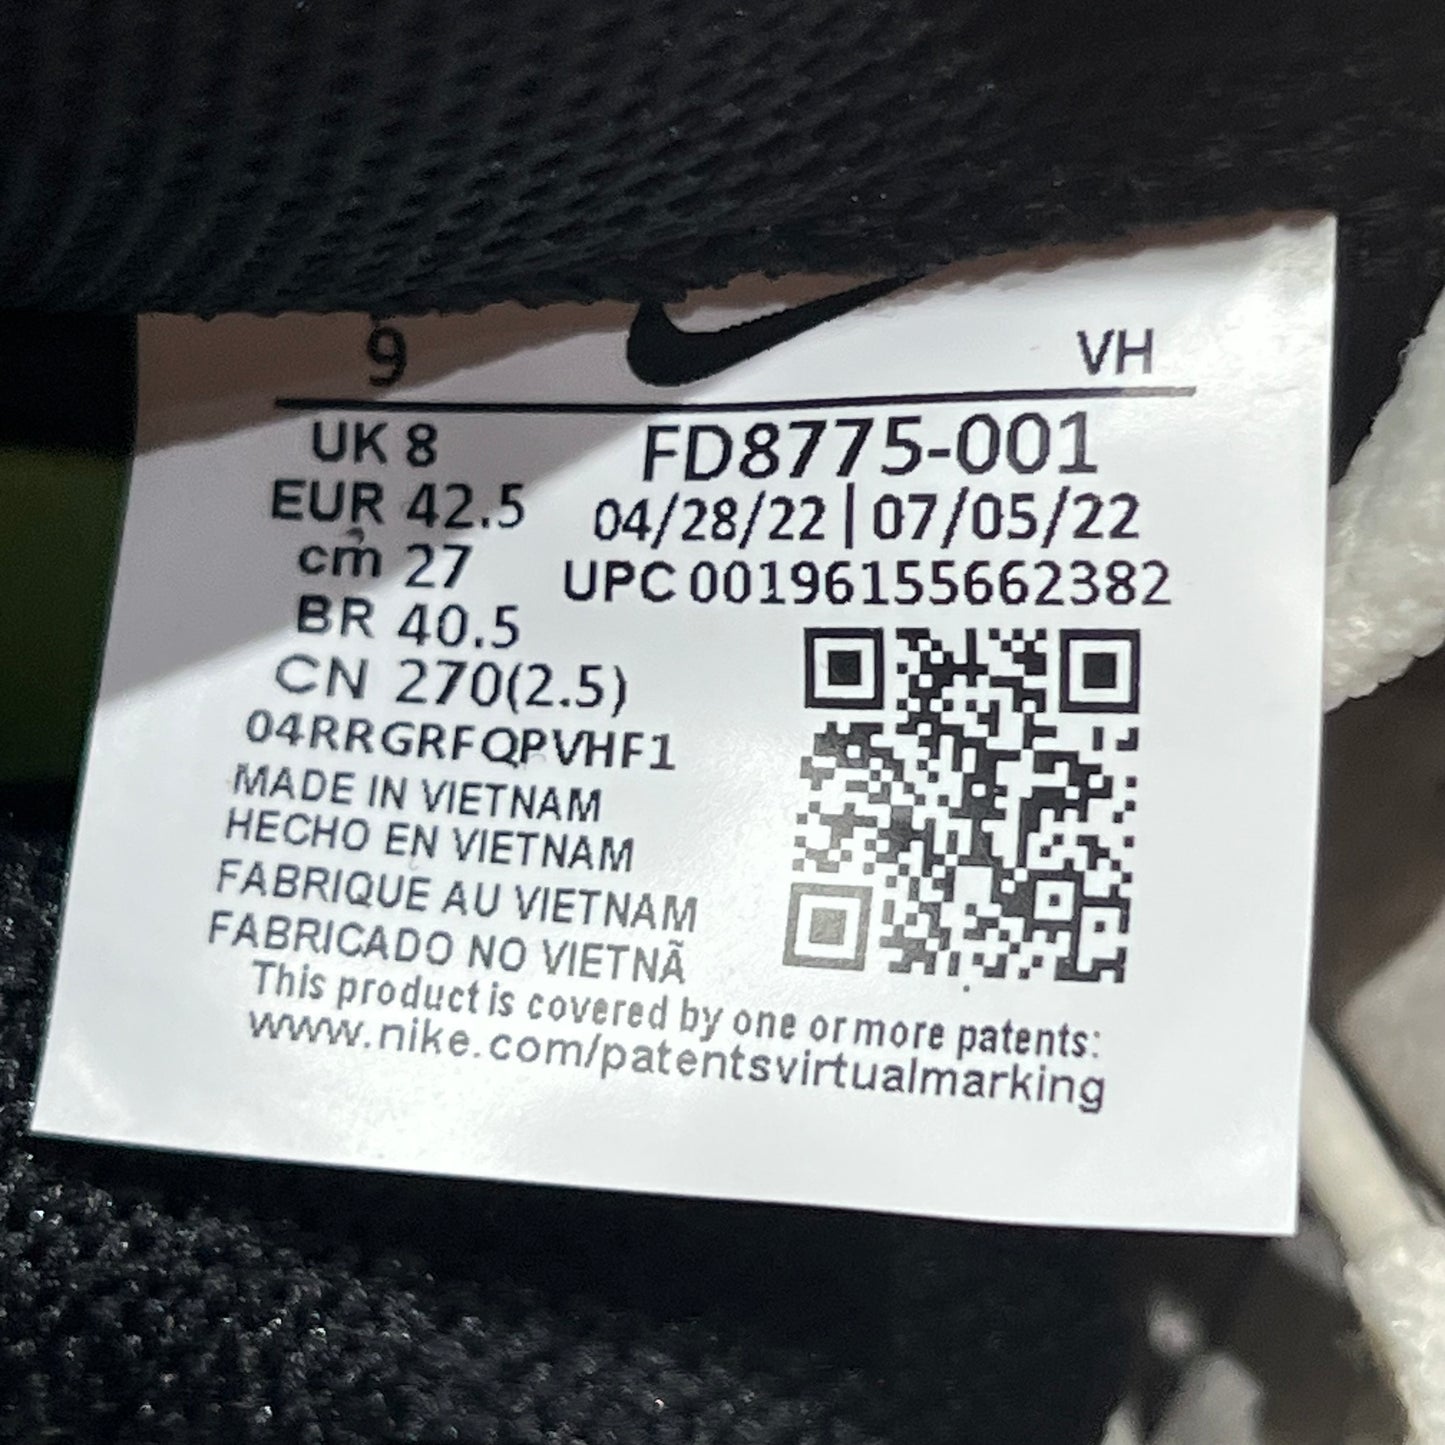 9 VH
UK 8 FD8775-001
EUR 42.5 04/28/22 | 07/05/22
cm 27 UPC 00196155662382
BR 40.5
CN 270(2.5)
04RRGRFQPVHF1
MADE IN VIETNAM
HECHO EN VIETNAM
FABRIQUE AU VIETNAM
FABRICADO NO VIETNÃ
This product is covered by one or more patents:
www.nike.com/patentsvirtualmarking